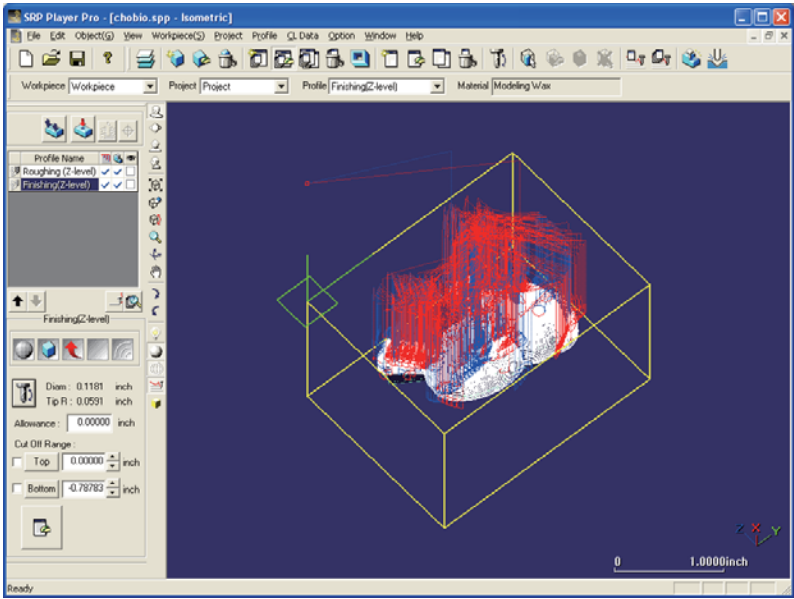 SRP Player Pro - [chobio.spp - Isometric]
File Edit Object(G) View Workpiece(S) Project Profile CL Data Option Window Help
Workpiece Workpiece Project Project Profile Finishing(Z-level) Material Modeling Wax
Profile Name
Roughing (Z-level)
Finishing(Z-level)
Finishing(Z-level)
Diam : 0.1181 inch
Tip R : 0.0591 inch
Allowance : 0.00000 inch
Cut Off Range :
Top 0.00000 inch
Bottom -0.78783 inch
Z X Y
0 1.0000inch
Ready